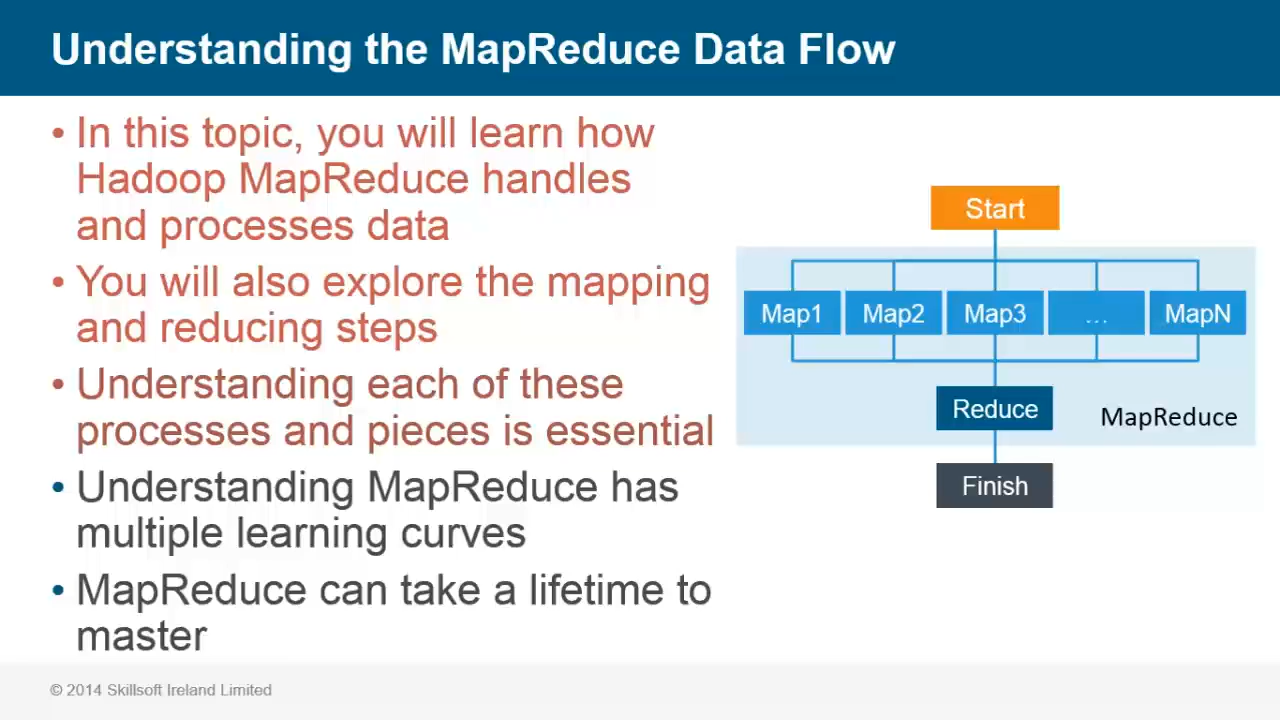 Understanding the MapReduce Data Flow
• In this topic, you will learn how
Hadoop MapReduce handles
and processes data
• You will also explore the mapping
and reducing steps
• Understanding each of these
processes and pieces is essential
• Understanding MapReduce has
multiple learning curves
• MapReduce can take a lifetime to
master
Start
Map1 Map2 Map3 ... MapN
Reduce
MapReduce
Finish
© 2014 Skillsoft Ireland Limited